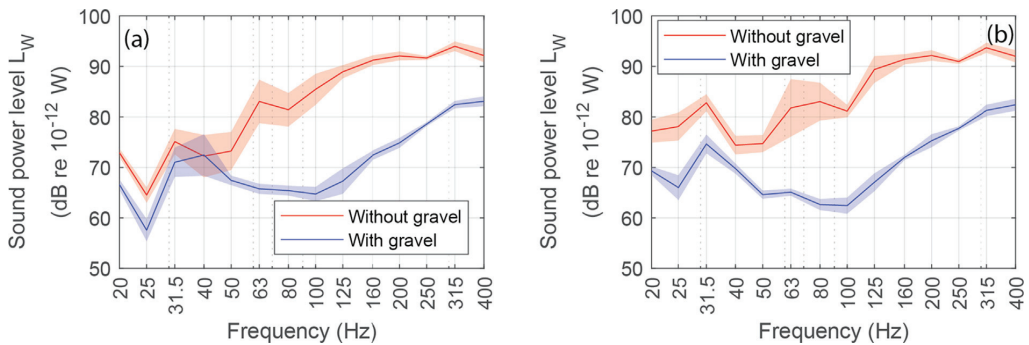 (a)
Sound power level L_W
(dB re 10^-12 W)
100
90
80
70
60
50
Without gravel
With gravel
20 25 31.5 40 50 63 80 100 125 160 200 250 315 400
Frequency (Hz)
(b)
Sound power level L_W
(dB re 10^-12 W)
100
90
80
70
60
50
Without gravel
With gravel
20 25 31.5 40 50 63 80 100 125 160 200 250 315 400
Frequency (Hz)